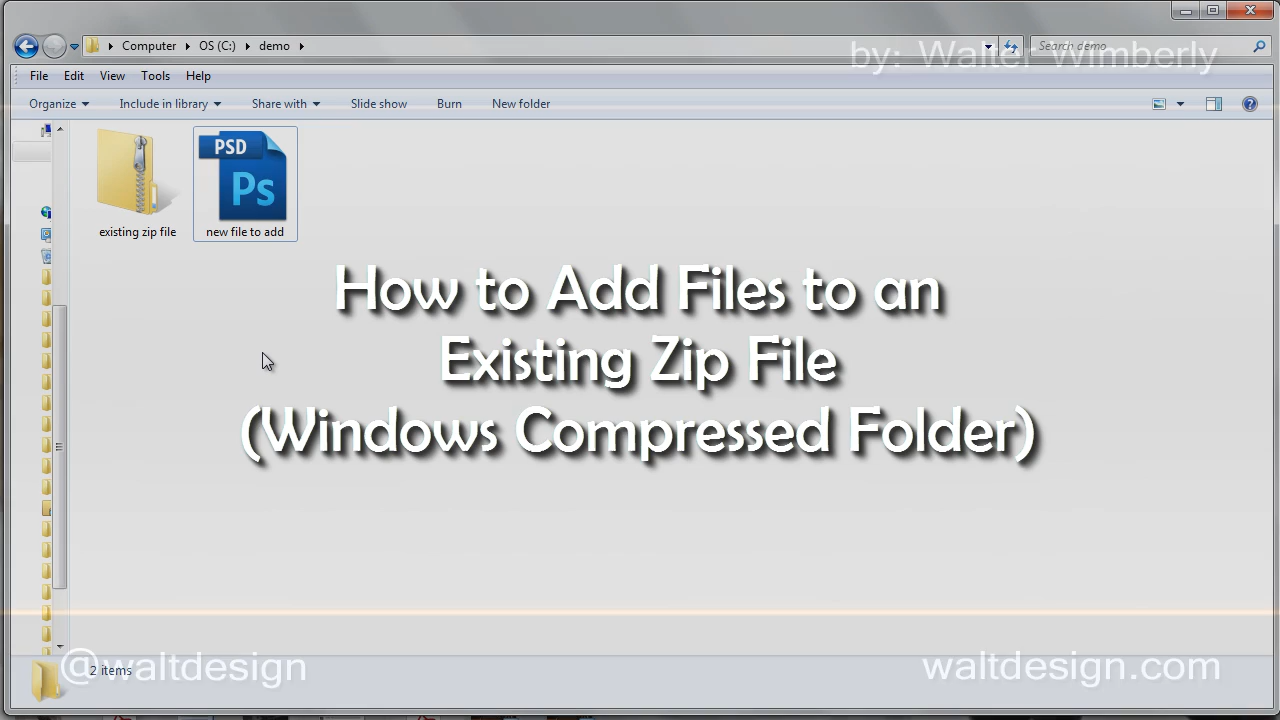 Computer OS (C:) demo
Search demo
by: Walter Wimberly
File Edit View Tools Help
Organize Include in library Share with Slide show Burn New folder
PSD
Ps
existing zip file
new file to add
How to Add Files to an
Existing Zip File
(Windows Compressed Folder)
2 items
@waltdesign
waltdesign.com